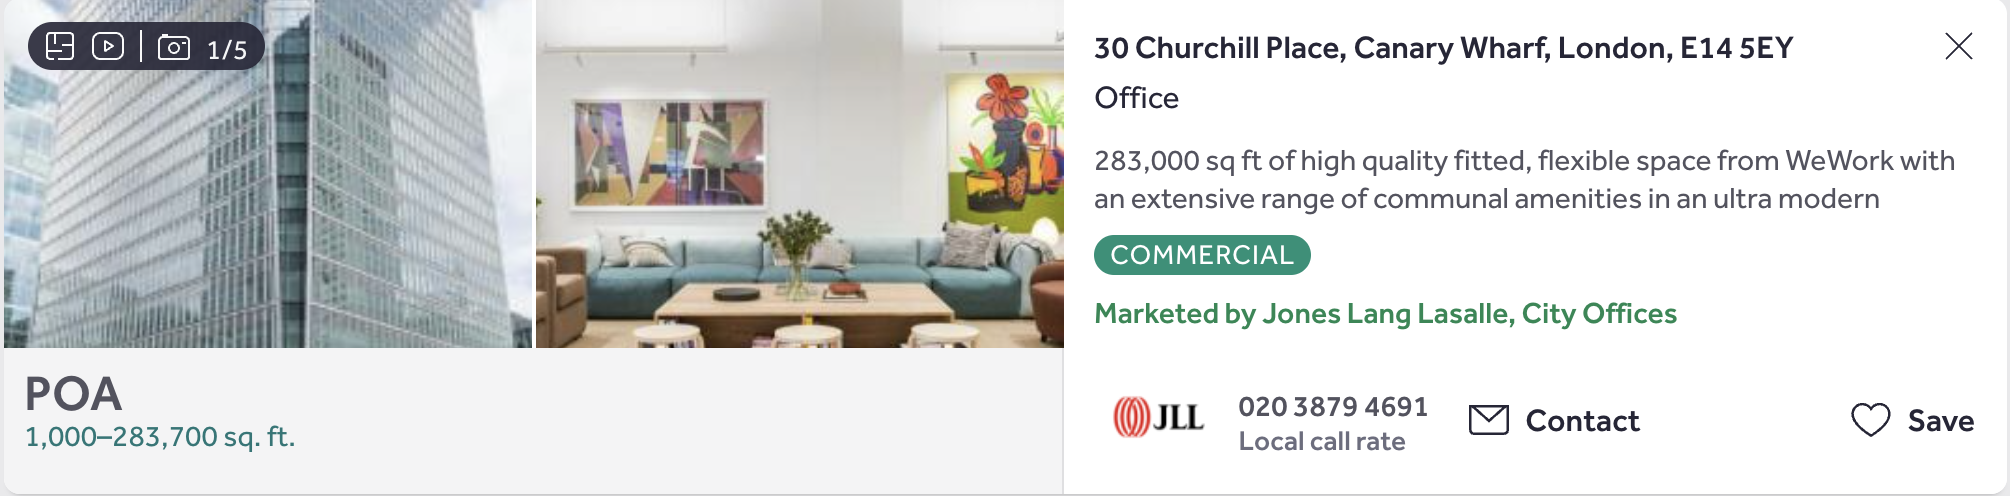 1/5
30 Churchill Place, Canary Wharf, London, E14 5EY
Office
283,000 sq ft of high quality fitted, flexible space from WeWork with
an extensive range of communal amenities in an ultra modern
COMMERCIAL
Marketed by Jones Lang Lasalle, City Offices
POA
1,000–283,700 sq. ft.
JLL
020 3879 4691
Local call rate
Contact
Save